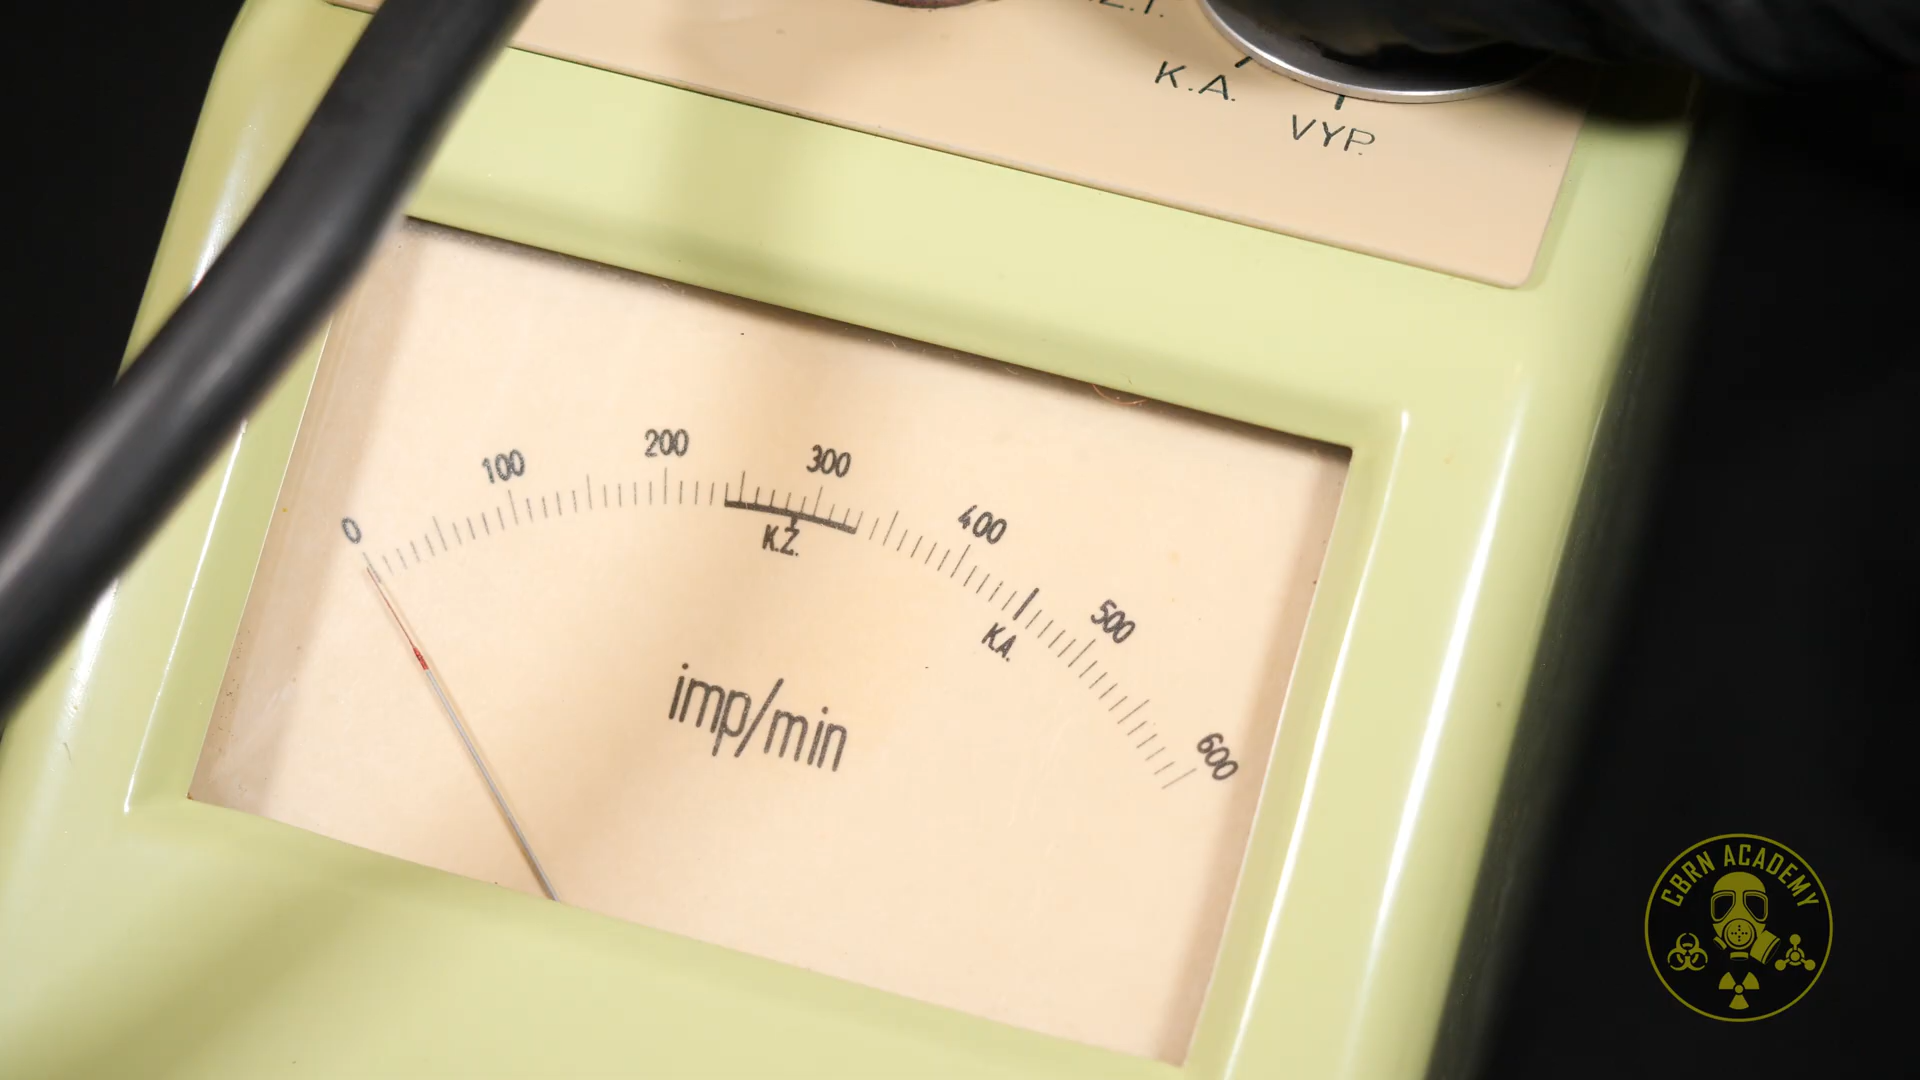 K.A.
VYP.
0
100
200
300
400
500
600
K.Z.
K.A.
imp/min
CBRN ACADEMY